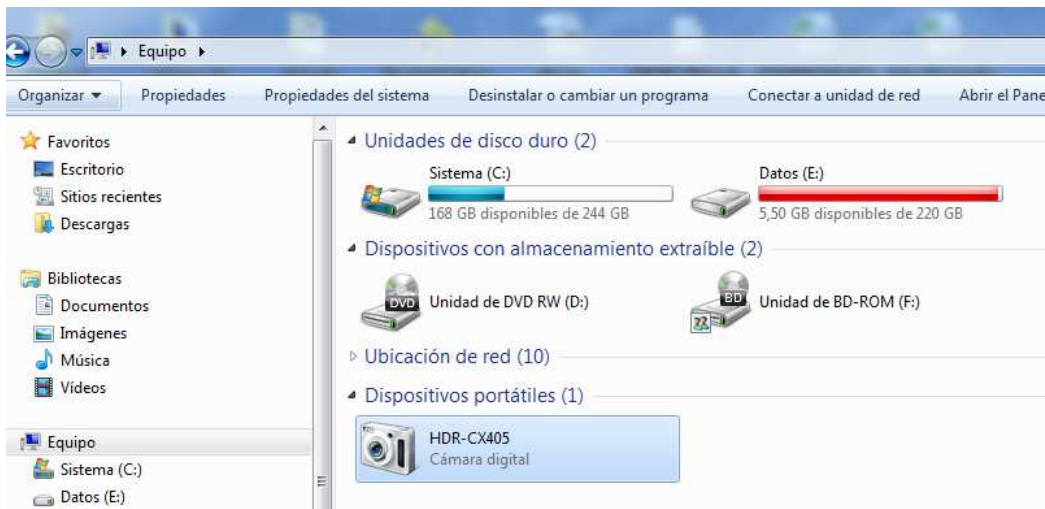 Equipo
Organizar Propiedades Propiedades del sistema Desinstalar o cambiar un programa Conectar a unidad de red Abrir el Pane
Favoritos
Escritorio
Sitios recientes
Descargas
Bibliotecas
Documentos
Imágenes
Música
Vídeos
Equipo
Sistema (C:)
Datos (E:)
Unidades de disco duro (2)
Sistema (C:)
168 GB disponibles de 244 GB
Datos (E:)
5,50 GB disponibles de 220 GB
Dispositivos con almacenamiento extraíble (2)
DVD
Unidad de DVD RW (D:)
BD
Unidad de BD-ROM (F:)
Ubicación de red (10)
Dispositivos portátiles (1)
HDR-CX405
Cámara digital